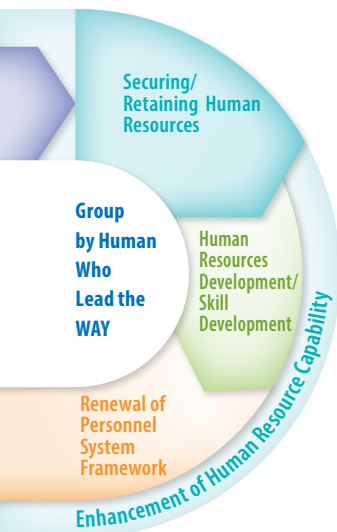 Securing/
Retaining Human
Resources
Group
by Human
Who
Lead the
WAY
Human
Resources
Development/
Skill
Development
Renewal of
Personnel
System
Framework
Enhancement of Human Resource Capability